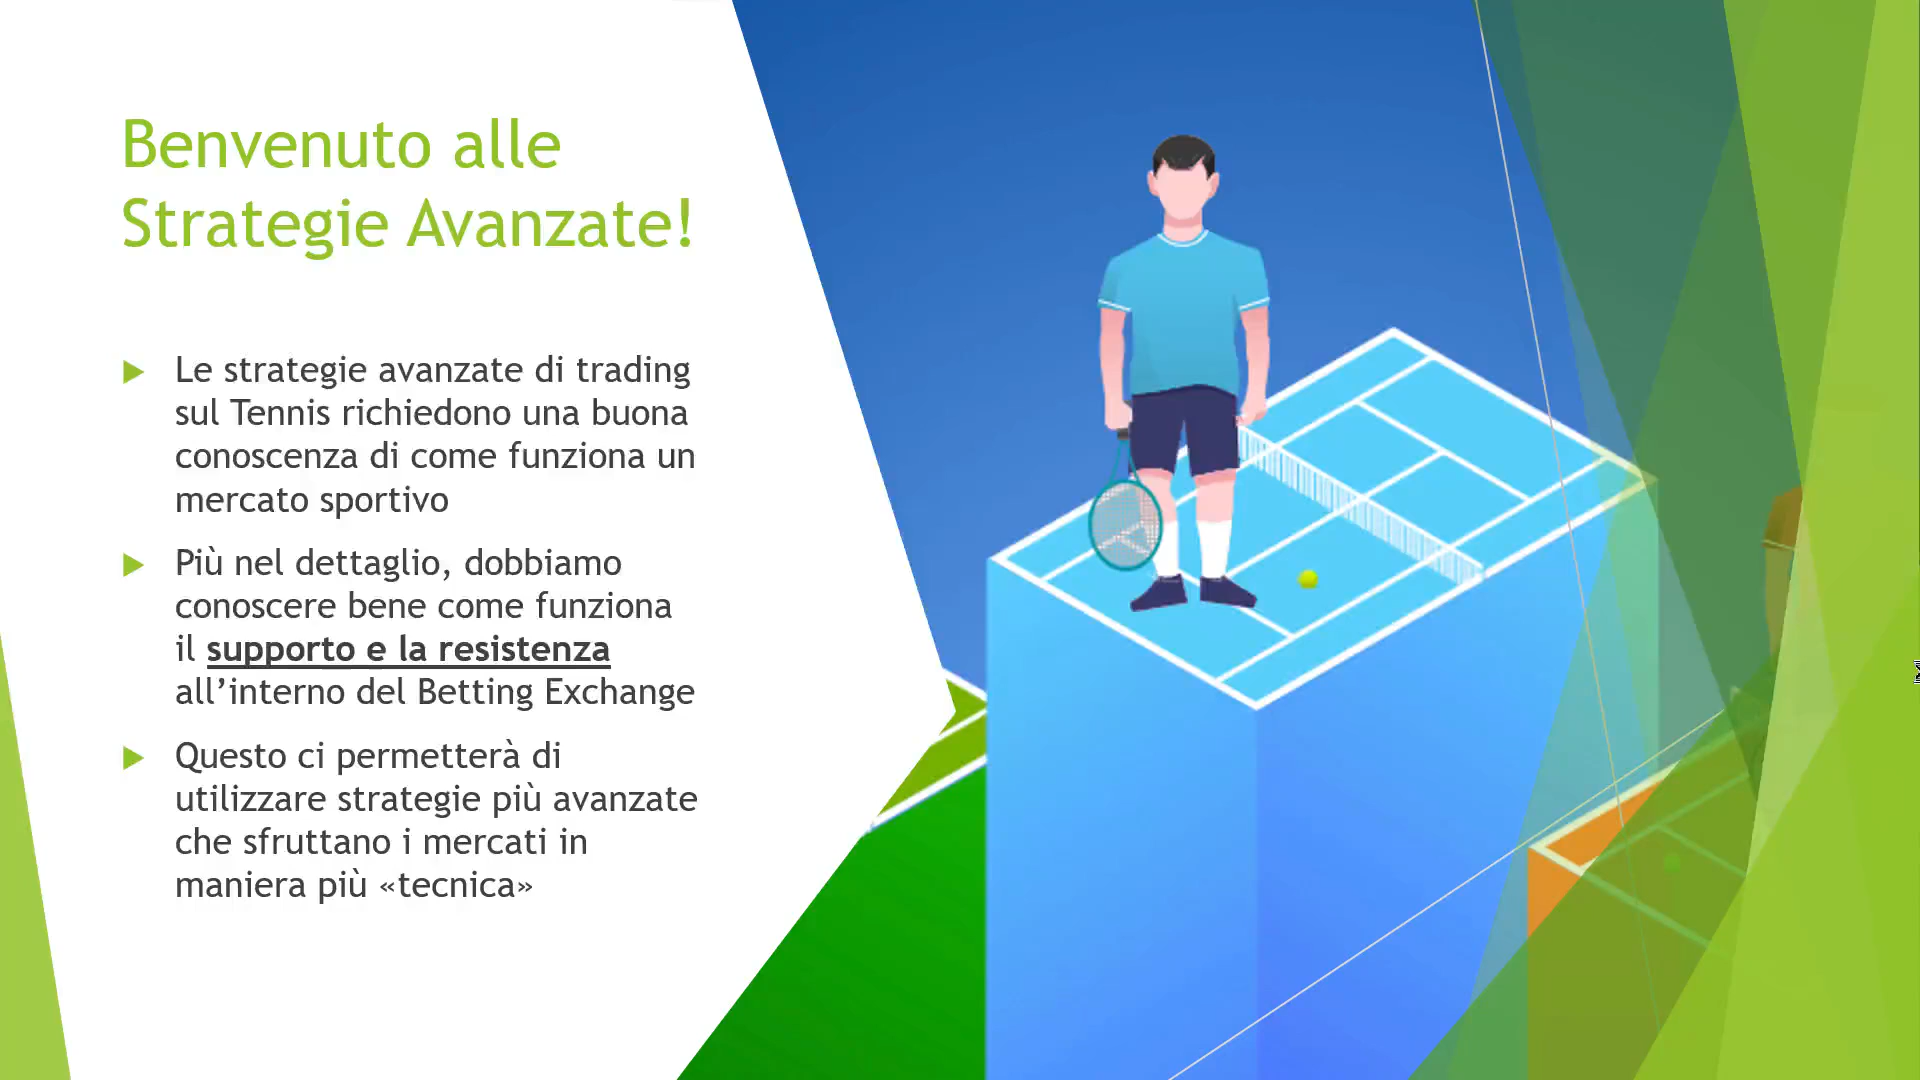 Benvenuto alle
Strategie Avanzate!
Le strategie avanzate di trading
sul Tennis richiedono una buona
conoscenza di come funziona un
mercato sportivo
Più nel dettaglio, dobbiamo
conoscere bene come funziona
il supporto e la resistenza
all’interno del Betting Exchange
Questo ci permetterà di
utilizzare strategie più avanzate
che sfruttano i mercati in
maniera più «tecnica»